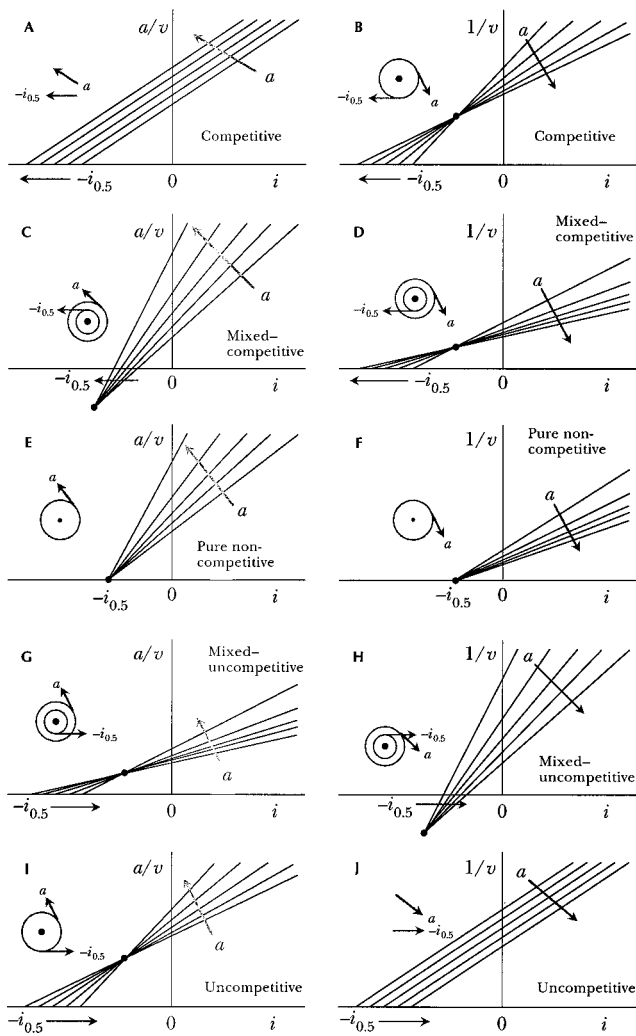 A
a/v
a
−i0.5
a
Competitive
−i0.5
0
i
B
1/v
a
a
−i0.5
Competitive
−i0.5
0
i
C
a/v
a
−i0.5
a
Mixed–
competitive
−i0.5
0
i
D
1/v
Mixed–
competitive
a
−i0.5
a
−i0.5
0
i
E
a/v
a
a
Pure non-
competitive
−i0.5
0
i
F
1/v
Pure non-
competitive
a
a
−i0.5
0
i
G
a/v
Mixed–
uncompetitive
a
−i0.5
a
−i0.5
0
i
H
1/v
a
−i0.5
a
Mixed–
uncompetitive
−i0.5
0
i
I
a/v
a
a
−i0.5
Uncompetitive
−i0.5
0
i
J
1/v
a
a
−i0.5
Uncompetitive
−i0.5
0
i